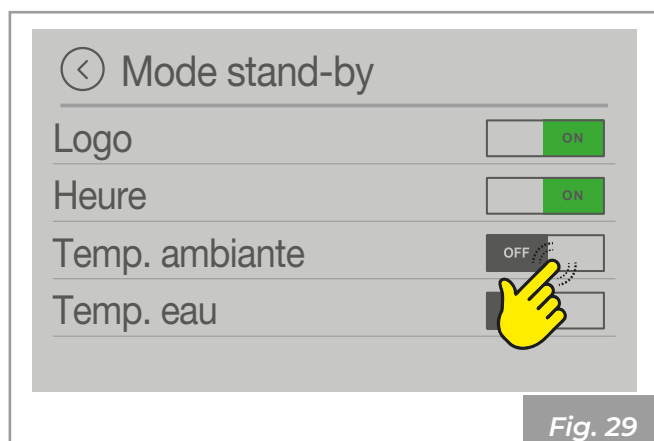 Mode stand-by
Logo ON
Heure ON
Temp. ambiante OFF
Temp. eau
Fig. 29